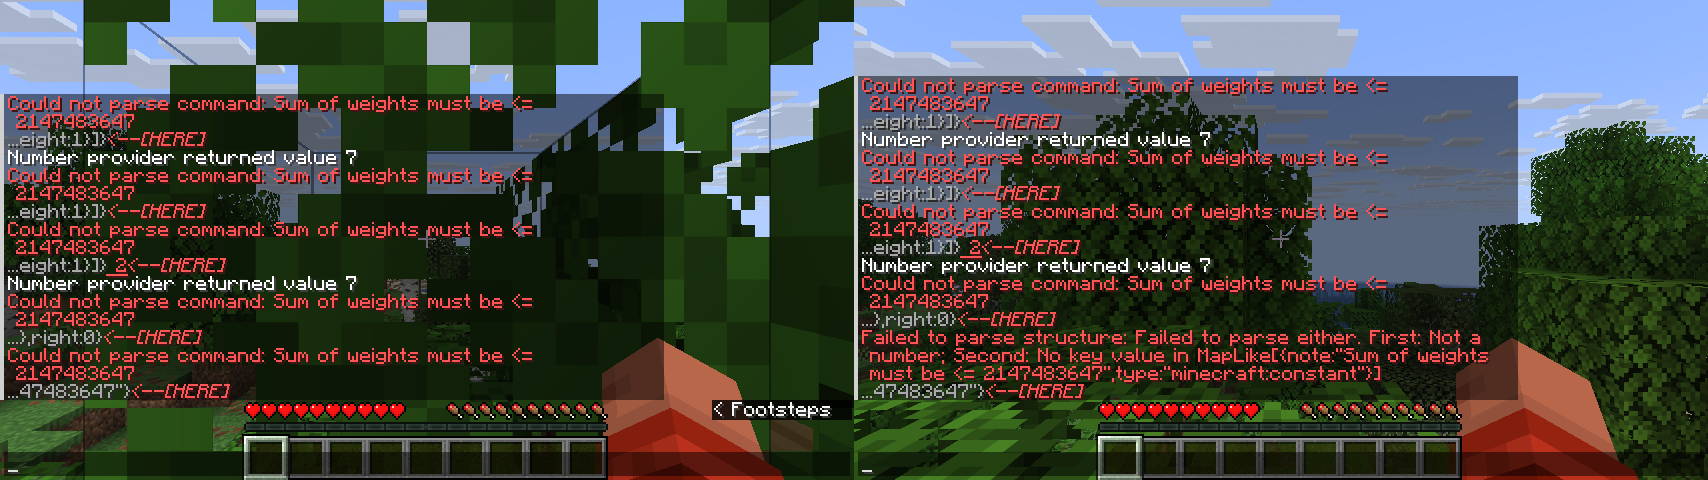 Could not parse command: Sum of weights must be <=
2147483647
...eight:1}]}<--[HERE]
Number provider returned value 7
Could not parse command: Sum of weights must be <=
2147483647
...eight:1}]}<--[HERE]
Could not parse command: Sum of weights must be <=
2147483647
...eight:1}]} 2<--[HERE]
Number provider returned value 7
Could not parse command: Sum of weights must be <=
2147483647
...},right:0}<--[HERE]
Could not parse command: Sum of weights must be <=
2147483647
...47483647"}<--[HERE]
< Footsteps
_
Could not parse command: Sum of weights must be <=
2147483647
...eight:1}]}<--[HERE]
Number provider returned value 7
Could not parse command: Sum of weights must be <=
2147483647
...eight:1}]}<--[HERE]
Could not parse command: Sum of weights must be <=
2147483647
...eight:1}]} 2<--[HERE]
Number provider returned value 7
Could not parse command: Sum of weights must be <=
2147483647
...},right:0}<--[HERE]
Failed to parse structure: Failed to parse either. First: Not a
number; Second: No key value in MapLike[{note:"Sum of weights
must be <= 2147483647",type:"minecraft:constant"}]
...47483647"}<--[HERE]
_